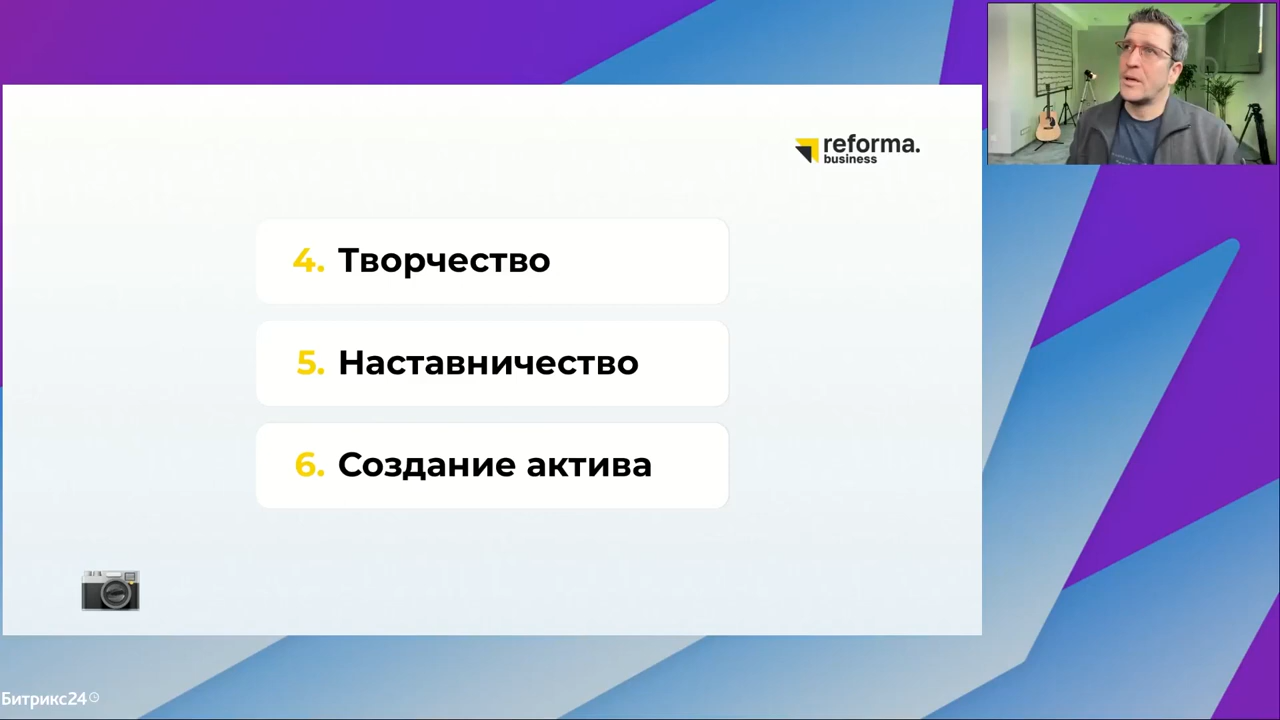 reforma.
business
4. Творчество
5. Наставничество
6. Создание актива
Битрикс24